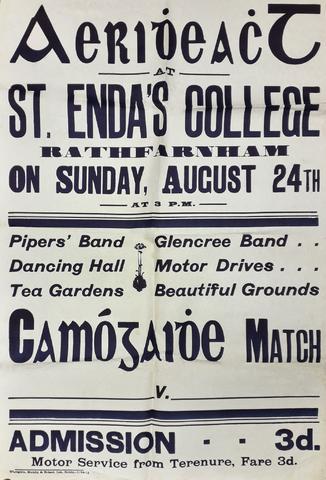 Aeriḋeaċt
AT
ST. ENDA'S COLLEGE
RATHFARNHAM
ON SUNDAY, AUGUST 24TH
AT 3 P.M.
Pipers' Band Glencree Band . .
Dancing Hall Motor Drives . . .
Tea Gardens Beautiful Grounds
Camógaiḋe MATCH
V.
ADMISSION - - 3d.
Motor Service from Terenure, Fare 3d.